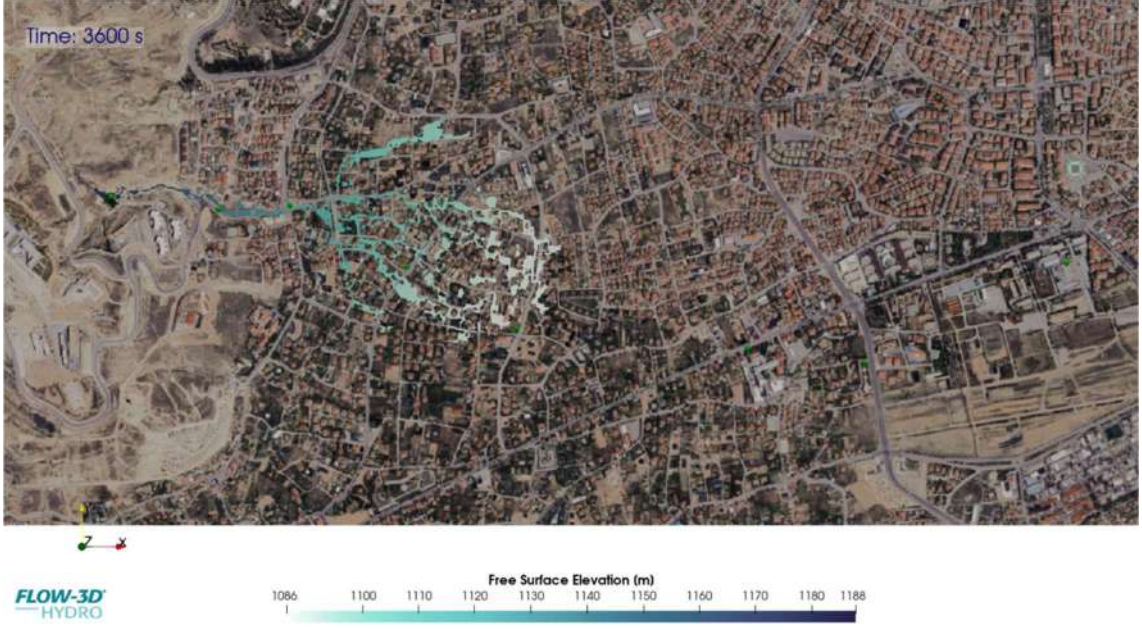 Time: 3600 s
Z X
FLOW-3D
HYDRO
Free Surface Elevation (m)
1086 1100 1110 1120 1130 1140 1150 1160 1170 1180 1188